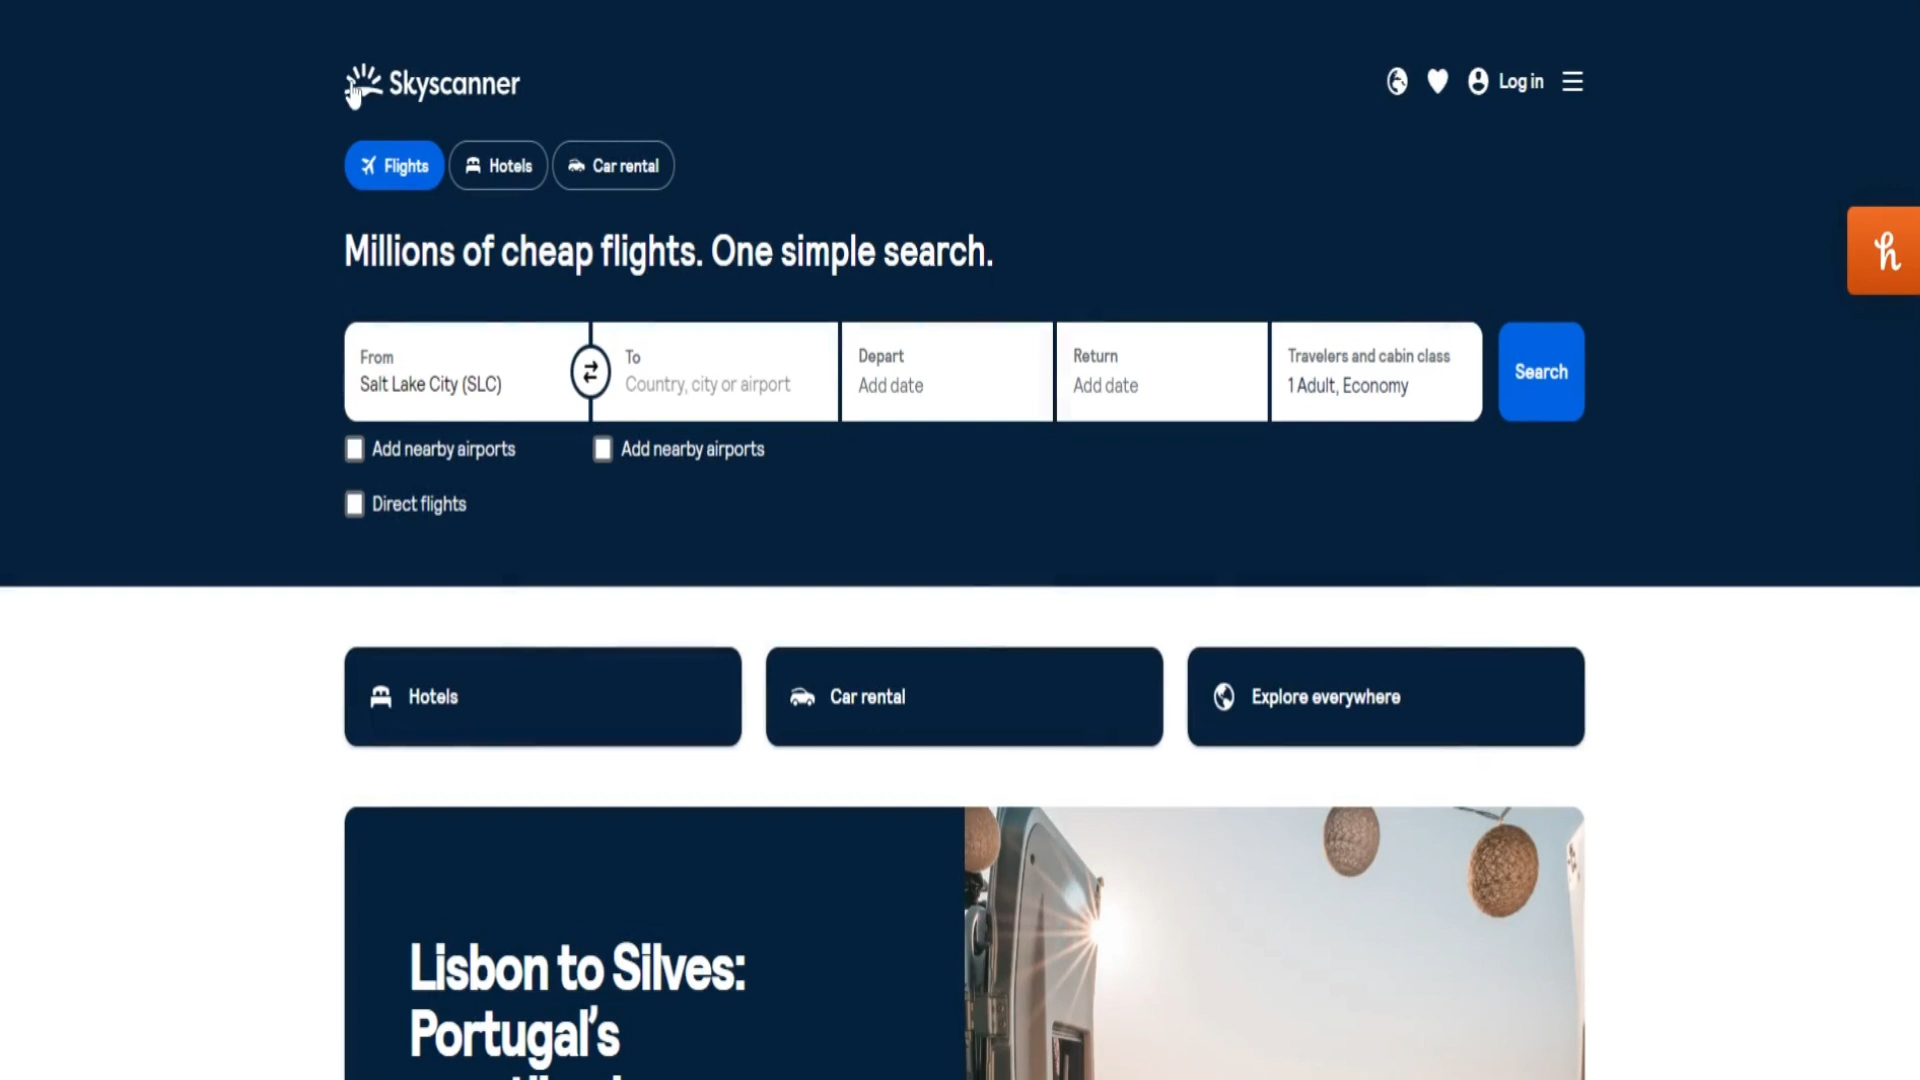 Skyscanner
Log in
Flights
Hotels
Car rental
Millions of cheap flights. One simple search.
From
Salt Lake City (SLC)
To
Country, city or airport
Depart
Add date
Return
Add date
Travelers and cabin class
1 Adult, Economy
Search
Add nearby airports
Add nearby airports
Direct flights
h
Hotels
Car rental
Explore everywhere
Lisbon to Silves:
Portugal's